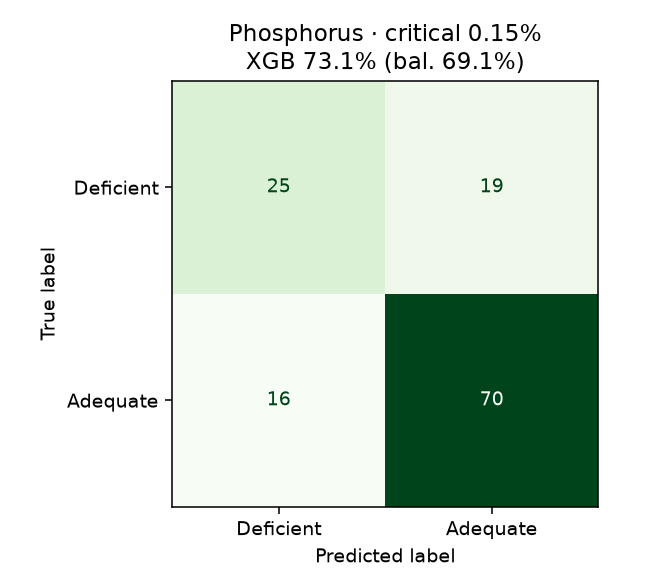 Phosphorus · critical 0.15%
XGB 73.1% (bal. 69.1%)
True label
Deficient
25
19
Adequate
16
70
Deficient
Adequate
Predicted label